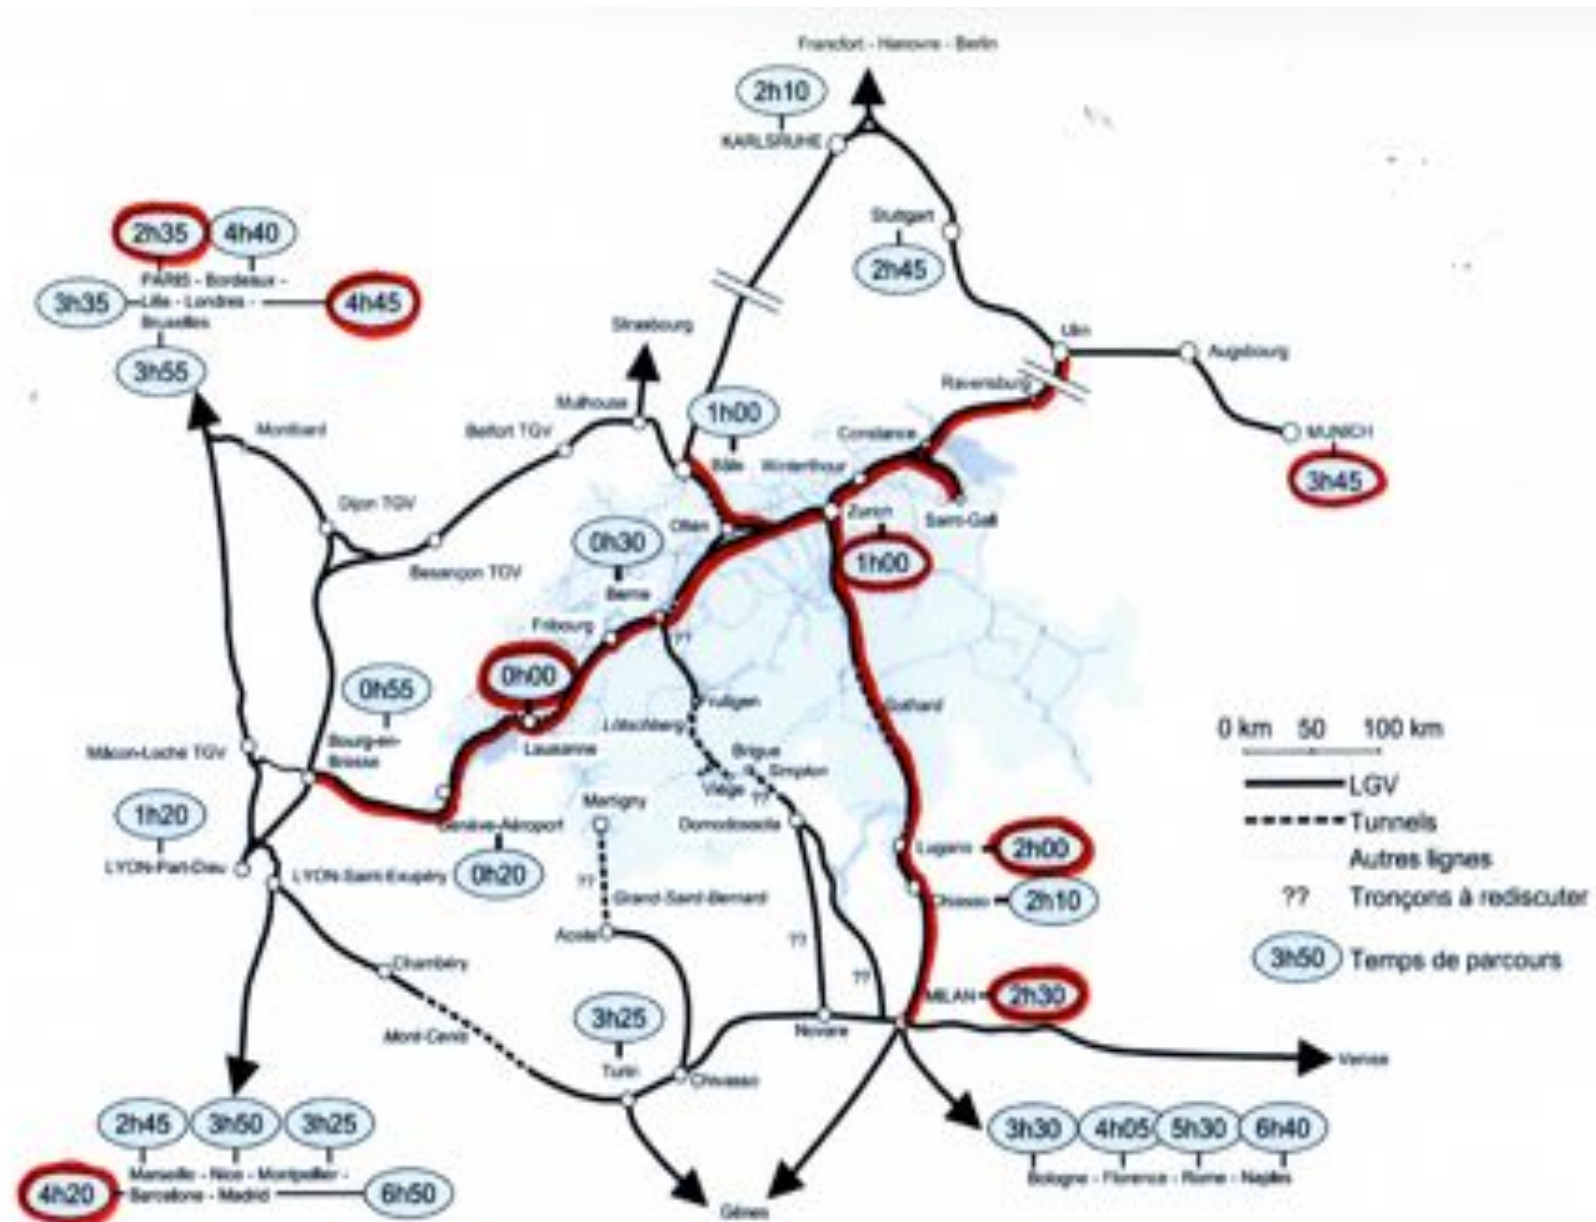 Francfort - Hanovre - Berlin
2h10
KARLSRUHE
Stuttgart
2h45
2h35
4h40
PARIS - Bordeaux -
3h35
Lille - Londres -
4h45
Bruxelles
3h55
Strasbourg
Ulm
Augsbourg
Ravensburg
Mulhouse
1h00
Montbard
Belfort TGV
Constance
MUNICH
Bâle
Winterthour
3h45
Dijon TGV
Olten
Zurich
Saint-Gall
0h30
1h00
Besançon TGV
Berne
Fribourg
??
0h00
0h55
Frutigen
Gothard
Lötschberg
0 km 50 100 km
Bourg-en-
Bresse
Lausanne
Mâcon-Loché TGV
Brigue
Simplon
Viège
??
LGV
1h20
Martigny
Genève-Aéroport
Domodossola
Tunnels
Lugano
2h00
Autres lignes
LYON-Part-Dieu
LYON-Saint-Exupéry
0h20
??
Grand-Saint-Bernard
Chiasso
2h10
?? Tronçons à rediscuter
Aoste
??
3h50 Temps de parcours
Chambéry
??
MILAN
2h30
Mont-Cenis
3h25
Novare
Turin
Chivasso
Venise
2h45
3h50
3h25
3h30
4h05
5h30
6h40
Marseille - Nice - Montpellier -
Bologne - Florence - Rome - Naples
4h20
Barcelone - Madrid
6h50
Gênes